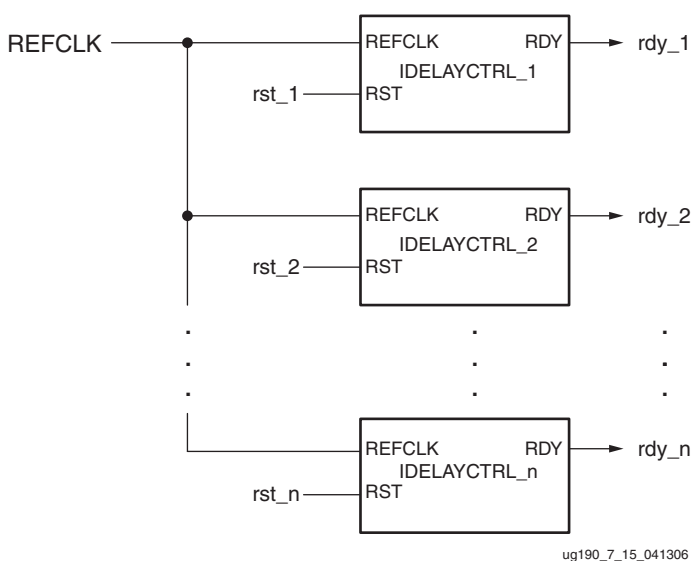 REFCLK
REFCLK RDY
rdy_1
IDELAYCTRL_1
rst_1
RST
REFCLK RDY
rdy_2
IDELAYCTRL_2
rst_2
RST
REFCLK RDY
rdy_n
IDELAYCTRL_n
rst_n
RST
ug190_7_15_041306